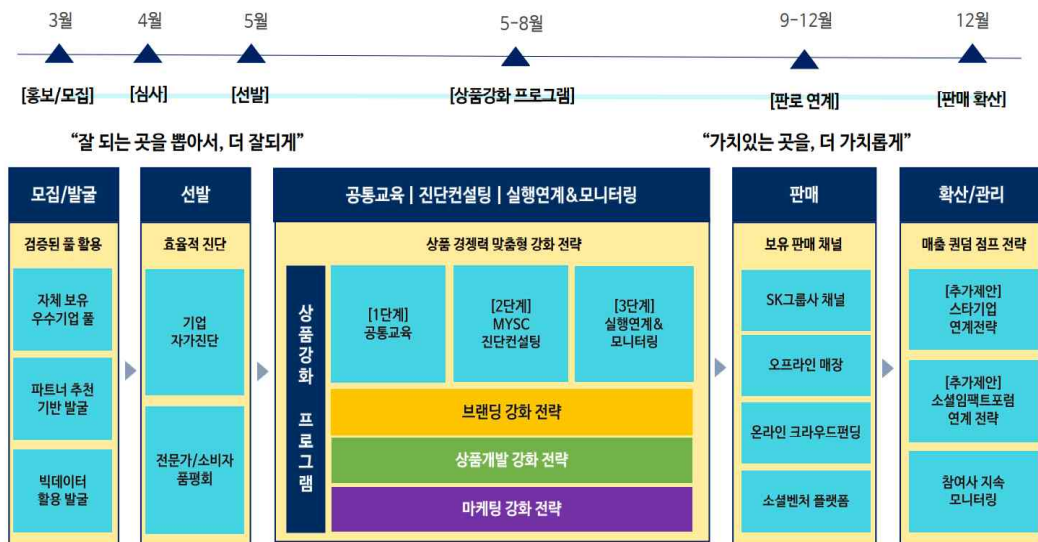 3월
4월
5월
5-8월
9-12월
12월
[홍보/모집]
[심사]
[선발]
[상품강화 프로그램]
[판로 연계]
[판매 확산]
“잘 되는 곳을 뽑아서, 더 잘되게”
“가치있는 곳을, 더 가치롭게”
모집/발굴
검증된 풀 활용
자체 보유
우수기업 풀
파트너 추천
기반 발굴
빅데이터
활용 발굴
선발
효율적 진단
기업
자가진단
전문가/소비자
품평회
공통교육 | 진단컨설팅 | 실행연계&모니터링
상품 경쟁력 맞춤형 강화 전략
상품강화 프로그램
[1단계]
공통교육
[2단계]
MYSC
진단컨설팅
[3단계]
실행연계&
모니터링
브랜딩 강화 전략
상품개발 강화 전략
마케팅 강화 전략
판매
보유 판매 채널
SK그룹사 채널
오프라인 매장
온라인 크라우드펀딩
소셜벤처 플랫폼
확산/관리
매출 퀀덤 점프 전략
[추가제안]
스타기업
연계전략
[추가제안]
소셜임팩트포럼
연계 전략
참여사 지속
모니터링